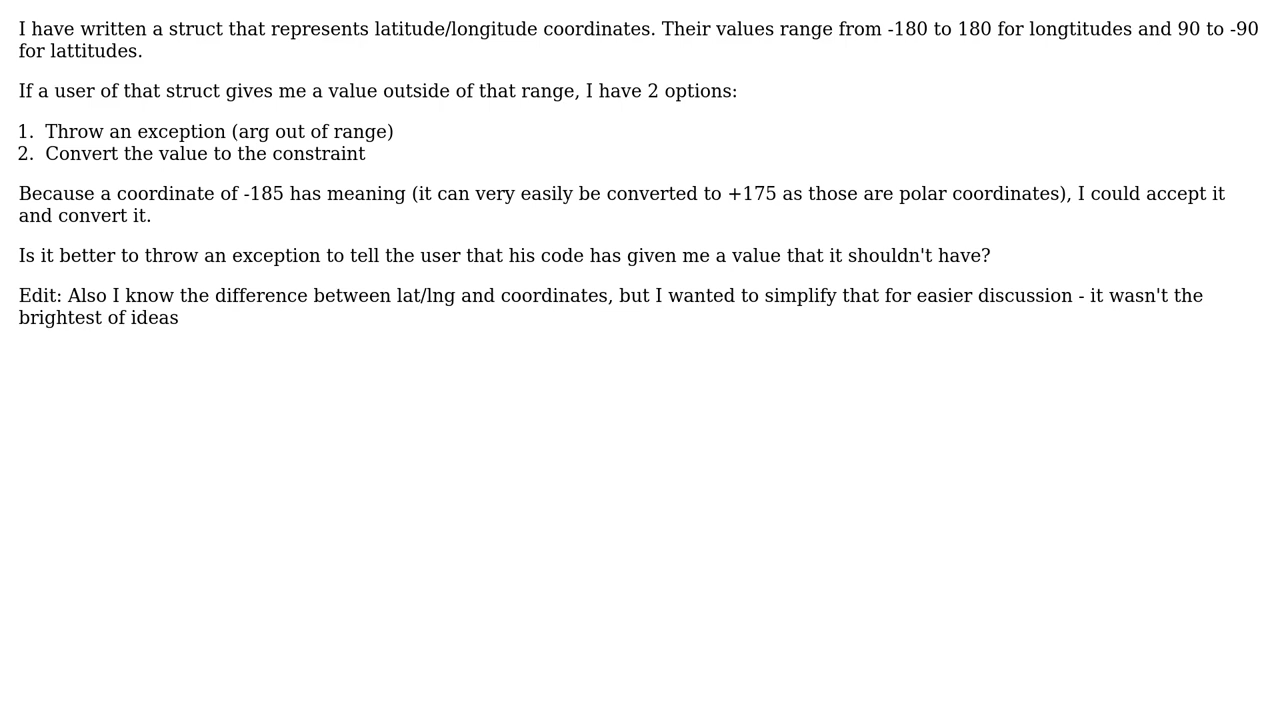 I have written a struct that represents latitude/longitude coordinates. Their values range from -180 to 180 for longtitudes and 90 to -90
for lattitudes.
If a user of that struct gives me a value outside of that range, I have 2 options:
1. Throw an exception (arg out of range)
2. Convert the value to the constraint
Because a coordinate of -185 has meaning (it can very easily be converted to +175 as those are polar coordinates), I could accept it
and convert it.
Is it better to throw an exception to tell the user that his code has given me a value that it shouldn't have?
Edit: Also I know the difference between lat/lng and coordinates, but I wanted to simplify that for easier discussion - it wasn't the
brightest of ideas